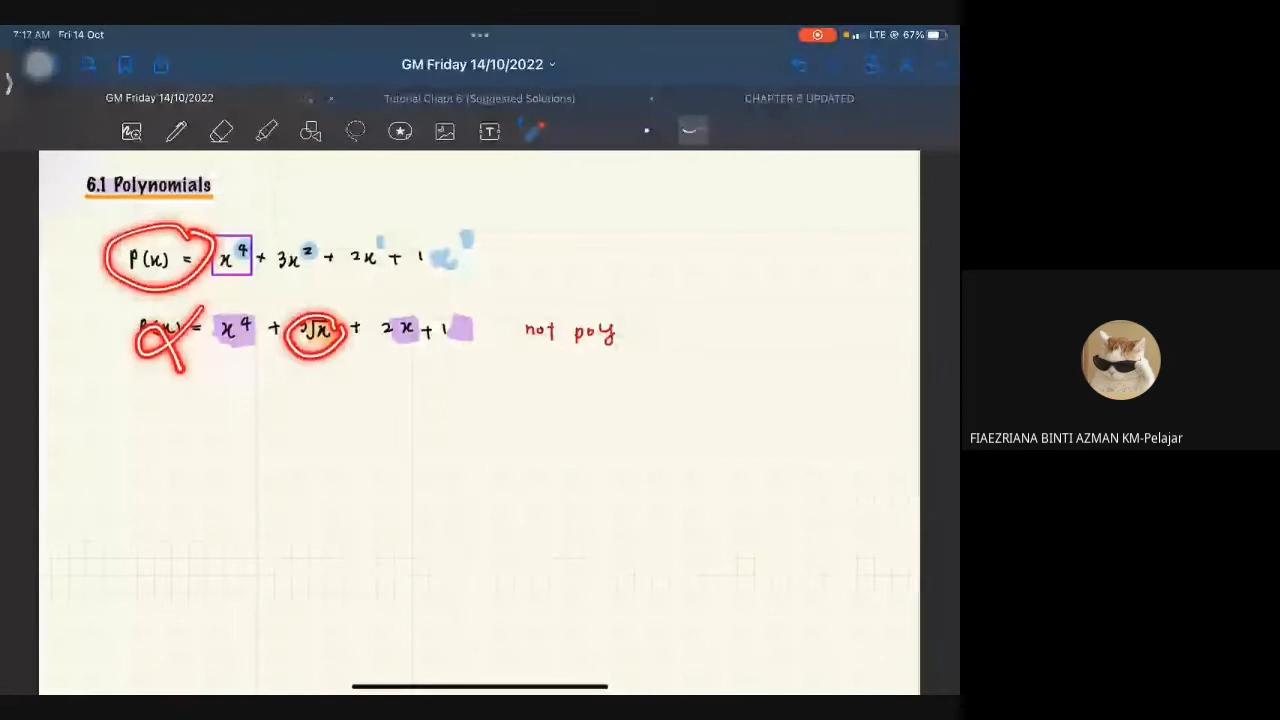 7:17 AM Fri 14 Oct
LTE 67%
GM Friday 14/10/2022
GM Friday 14/10/2022
Tutorial Chapt 6 (Suggested Solutions)
CHAPTER 6 UPDATED
T
6.1 Polynomials
P(x) = x⁴ + 3x² + 2x + 1
= x⁴ + √x + 2x + 1 not poly
FIAEZRIANA BINTI AZMAN KM-Pelajar